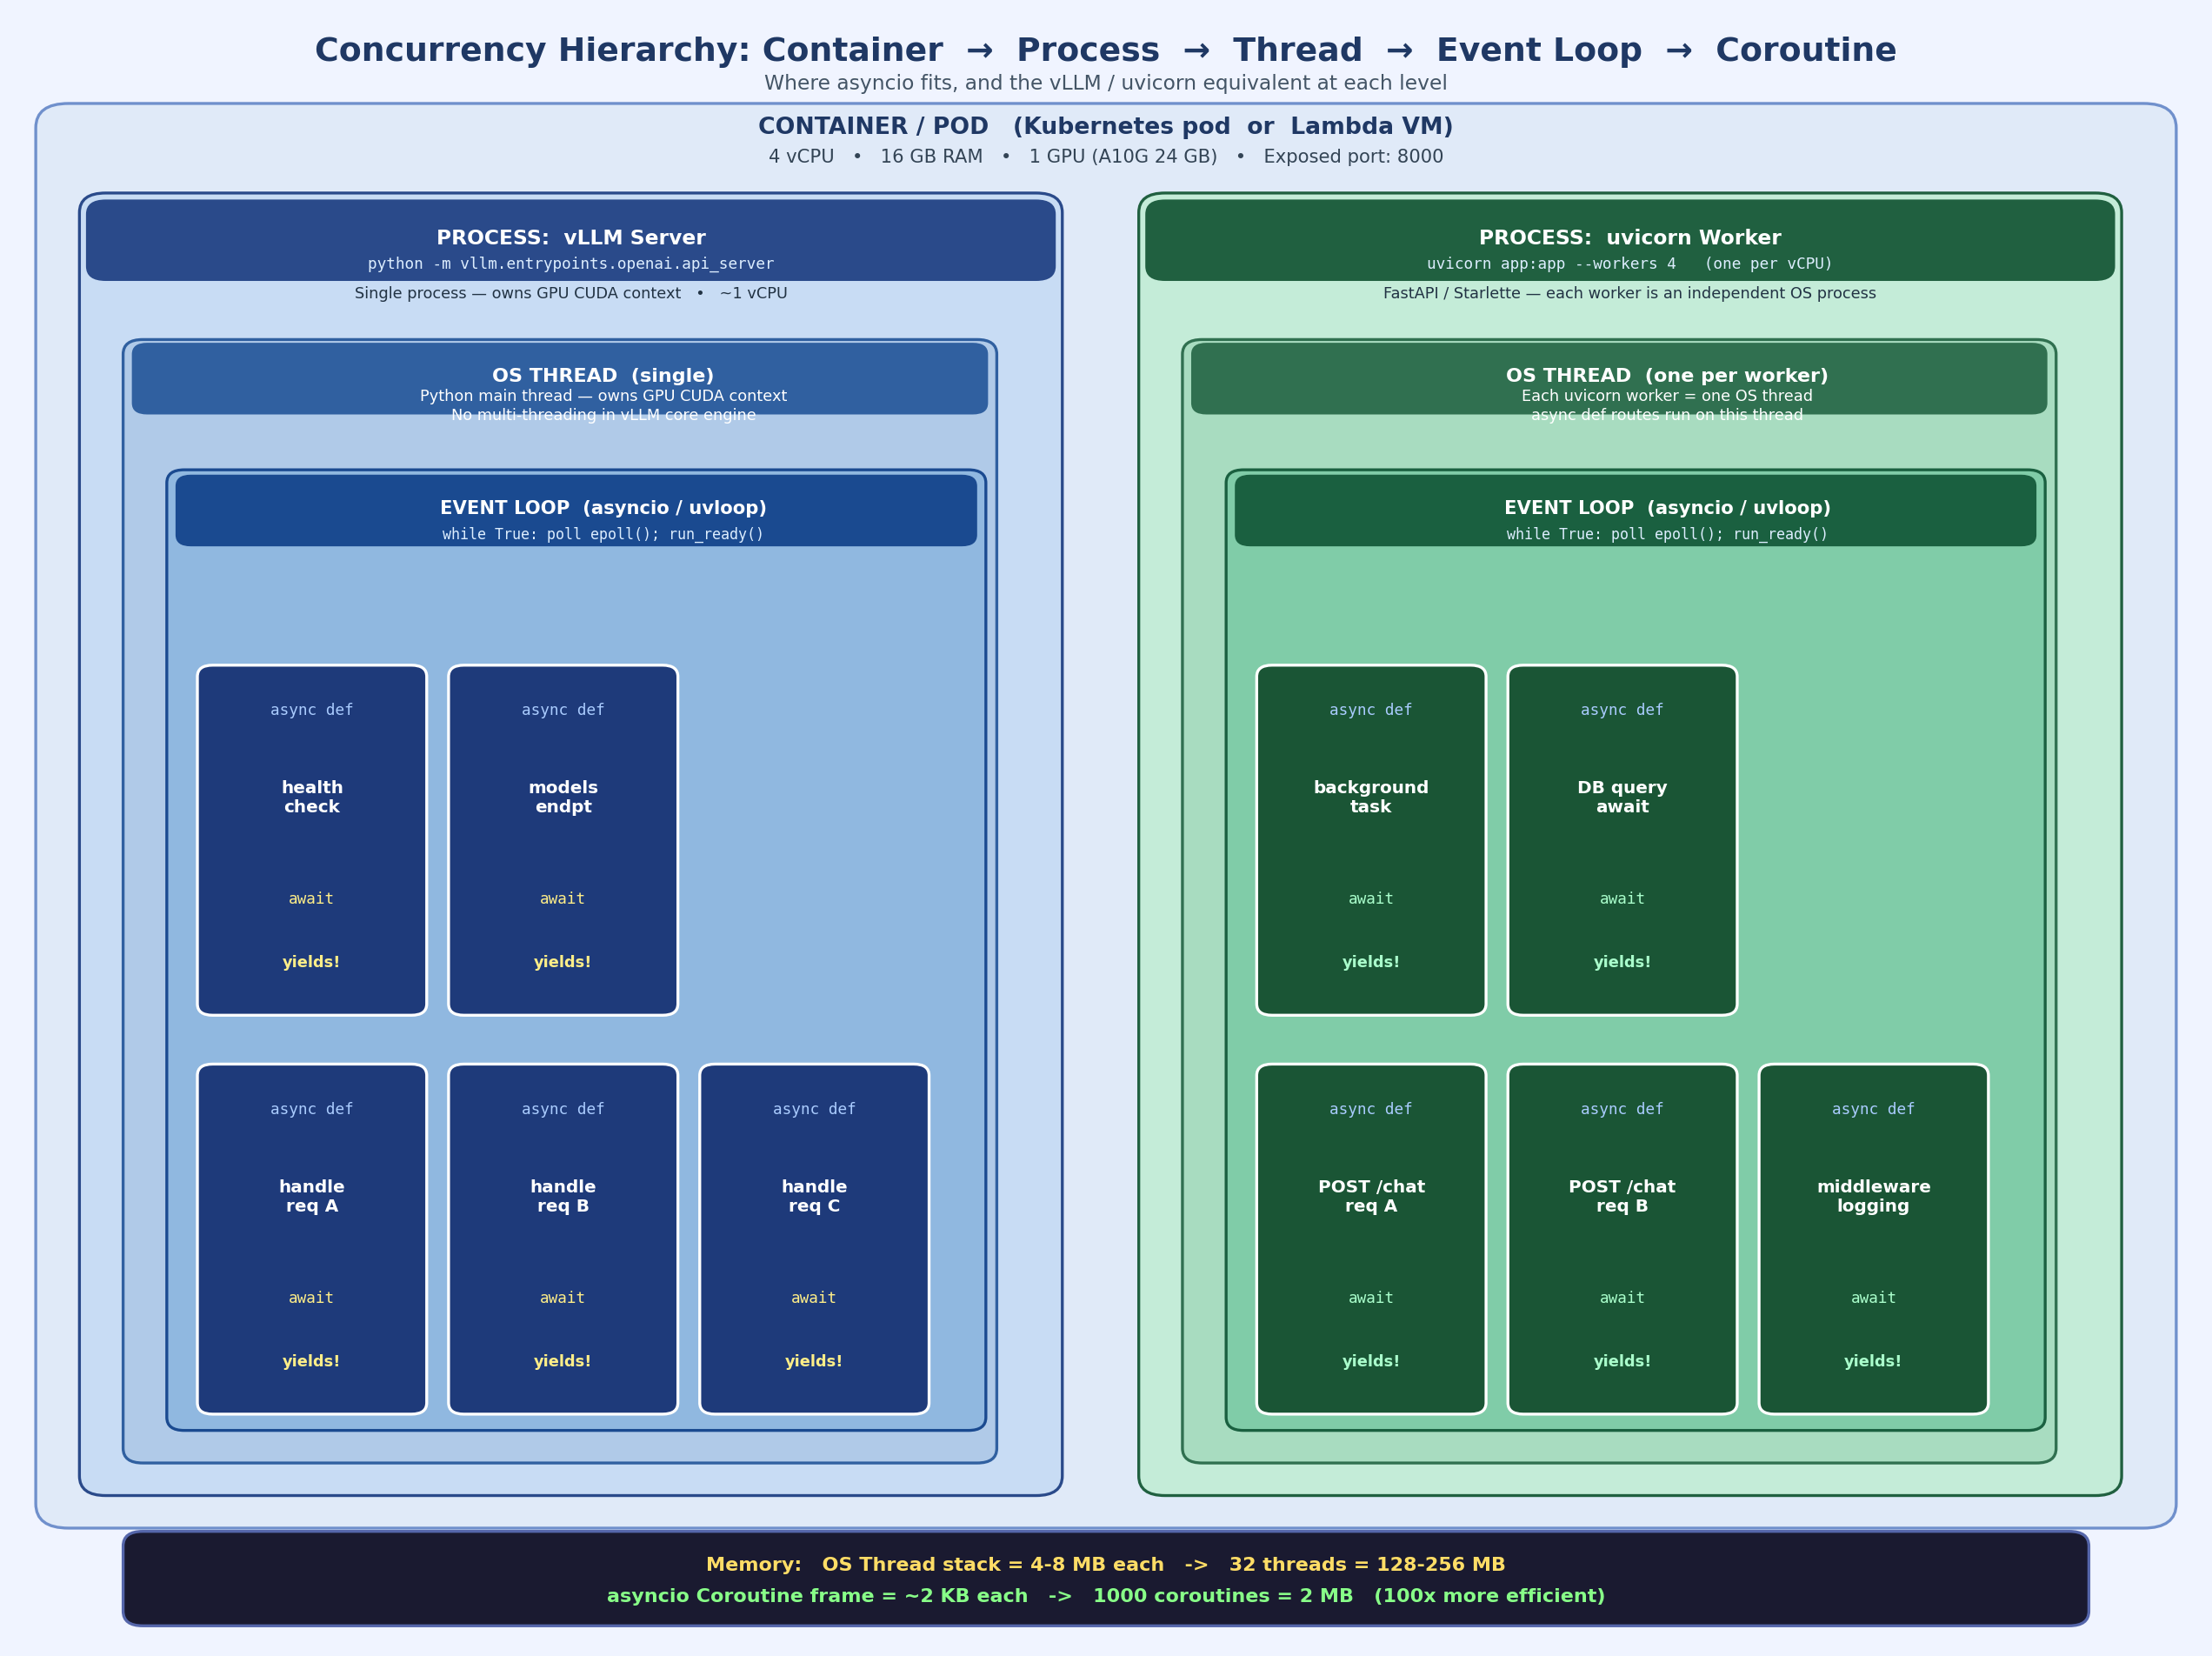 Concurrency Hierarchy: Container → Process → Thread → Event Loop → Coroutine
Where asyncio fits, and the vLLM / uvicorn equivalent at each level
CONTAINER / POD (Kubernetes pod or Lambda VM)
4 vCPU • 16 GB RAM • 1 GPU (A10G 24 GB) • Exposed port: 8000
PROCESS: vLLM Server
python -m vllm.entrypoints.openai.api_server
Single process — owns GPU CUDA context • ~1 vCPU
OS THREAD (single)
Python main thread — owns GPU CUDA context
No multi-threading in vLLM core engine
EVENT LOOP (asyncio / uvloop)
while True: poll epoll(); run_ready()
async def
health
check
await
yields!
async def
models
endpt
await
yields!
async def
handle
req A
await
yields!
async def
handle
req B
await
yields!
async def
handle
req C
await
yields!
PROCESS: uvicorn Worker
uvicorn app:app --workers 4 (one per vCPU)
FastAPI / Starlette — each worker is an independent OS process
OS THREAD (one per worker)
Each uvicorn worker = one OS thread
async def routes run on this thread
EVENT LOOP (asyncio / uvloop)
while True: poll epoll(); run_ready()
async def
background
task
await
yields!
async def
DB query
await
await
yields!
async def
POST /chat
req A
await
yields!
async def
POST /chat
req B
await
yields!
async def
middleware
logging
await
yields!
Memory: OS Thread stack = 4-8 MB each -> 32 threads = 128-256 MB
asyncio Coroutine frame = ~2 KB each -> 1000 coroutines = 2 MB (100x more efficient)